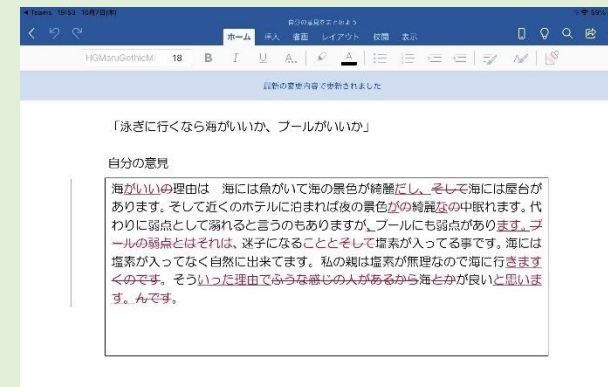 ◀Teams 19:53 10月7日(木) 59%
自分の意見をまとめよう
ホーム 挿入 描画 レイアウト 校閲 表示
HGMaruGothicM 18 B I U A
最新の変更内容で更新されました
「泳ぎに行くなら海がいいか、プールがいいか」
自分の意見
海がいいの理由は 海には魚がいて海の景色が綺麗だし、そして海には屋台が
あります。そして近くのホテルに泊まれば夜の景色がの綺麗なの中眠れます。代
わりに弱点として溺れると言うのもありますが、プールにも弱点があります。プ
ールの弱点とはそれは、迷子になることとそして塩素が入ってる事です。海には
塩素が入ってなく自然に出来てます。私の親は塩素が無理なので海に行きます
くのです。そういった理由でふうな感じの人があるから海とかが良いと思いま
す。んです。